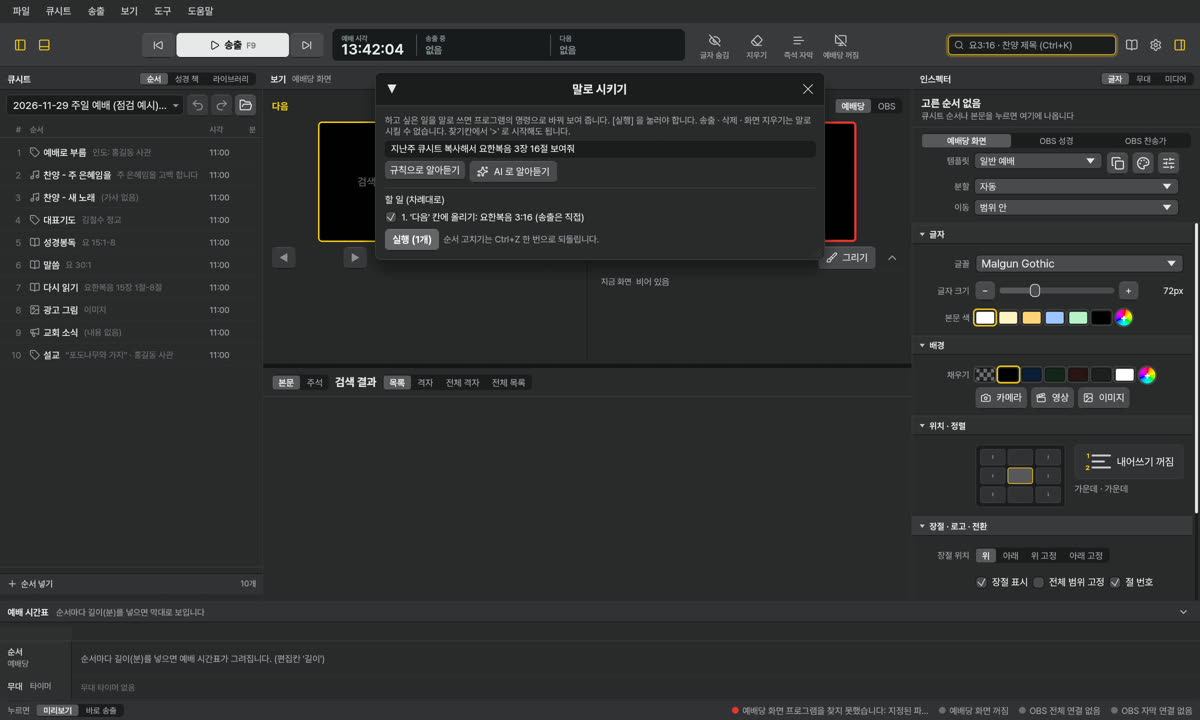 파일 큐시트 송출 보기 도구 도움말
송출 F9
예배 시각
13:42:04
송출 중
없음
다음
없음
글자 숨김 지우기 즉석 자막 예배당 꺼짐
요3:16 · 찬양 제목 (Ctrl+K)
큐시트 순서 성경 책 라이브러리
2026-11-29 주일 예배 (점검 예시)...
# 순서 시각 분
1 예배로 부름 인도: 홍길동 사관 11:00
2 찬양 - 주 은혜임을 주 은혜임을 고백 합니다 11:00
3 찬양 - 새 노래 (가사 없음) 11:00
4 대표기도 김철수 정교 11:00
5 성경봉독 요 15:1-8 11:00
6 말씀 요 30:1 11:00
7 다시 읽기 요한복음 15장 1절-8절 11:00
8 광고 그림 이미지 11:00
9 교회 소식 (내용 없음) 11:00
10 설교 "포도나무와 가지" · 홍길동 사관 11:00
+ 순서 넣기 10개
보기 예배당 화면
다음
예배당 OBS
검색
말로 시키기
하고 싶은 일을 말로 쓰면 프로그램의 명령으로 바꿔 보여 줍니다. [실행] 을 눌러야 합니다. 송출 · 삭제 · 화면 지우기는 말로
시킬 수 없습니다. 찾기칸에서 '>' 로 시작해도 됩니다.
지난주 큐시트 복사해서 요한복음 3장 16절 보여줘
규칙으로 알아듣기 AI 로 알아듣기
할 일 (차례대로)
1. '다음' 칸에 올리기: 요한복음 3:16 (송출은 직접)
실행 (1개) 순서 고치기는 Ctrl+Z 한 번으로 되돌립니다.
그리기
지금 화면 비어 있음
본문 주석 검색 결과 목록 격자 전체 격자 전체 목록
인스펙터 글자 무대 미디어
고른 순서 없음
큐시트 순서나 본문을 누르면 여기에 나옵니다
예배당 화면 OBS 성경 OBS 찬송가
템플릿 일반 예배
분할 자동
이동 범위 안
글자
글꼴 Malgun Gothic
글자 크기 − + 72px
본문 색
배경
채우기
카메라 영상 이미지
위치 · 정렬
1
2
내어쓰기 꺼짐
가운데 · 가운데
장절 · 로고 · 전환
장절 위치 위 아래 위 고정 아래 고정
장절 표시 전체 범위 고정 절 번호
예배 시간표 순서마다 길이(분)를 넣으면 막대로 보입니다
순서
예배당
순서마다 길이(분)를 넣으면 예배 시간표가 그려집니다. (편집칸 '길이')
무대 타이머 무대 타이머 없음
누르면 미리보기 바로 송출
예배당 화면 프로그램을 찾지 못했습니다: 지정된 파... 예배당 화면 꺼짐 OBS 전체 연결 없음 OBS 자막 연결 없음